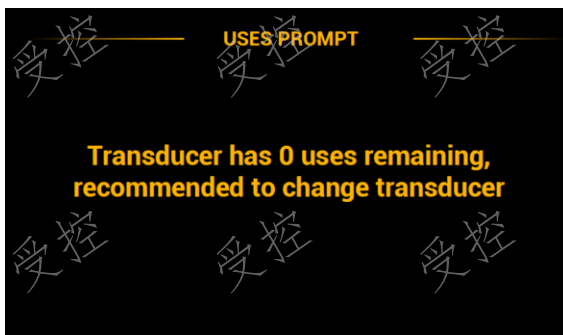 受控 受控 受控
USES PROMPT
Transducer has 0 uses remaining,
recommended to change transducer
受控 受控 受控